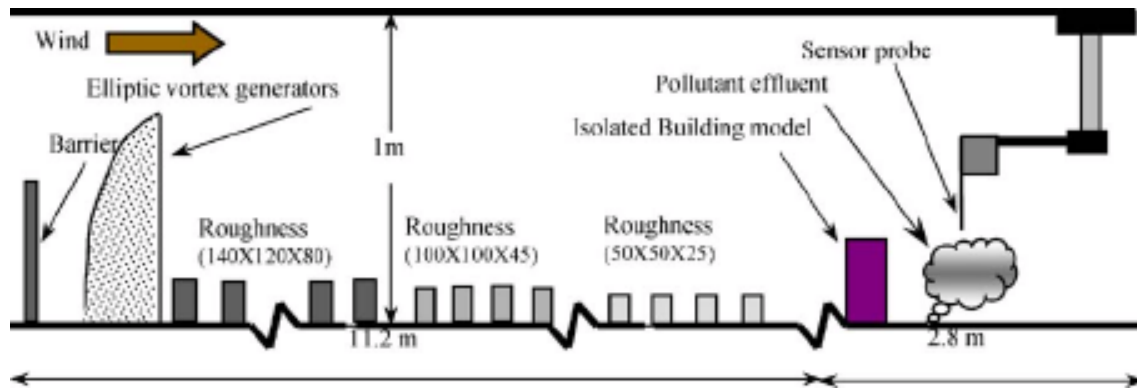 Wind
Sensor probe
Elliptic vortex generators
Pollutant effluent
Isolated Building model
Barrier
1m
Roughness
(140X120X80)
Roughness
(100X100X45)
Roughness
(50X50X25)
11.2 m
2.8 m